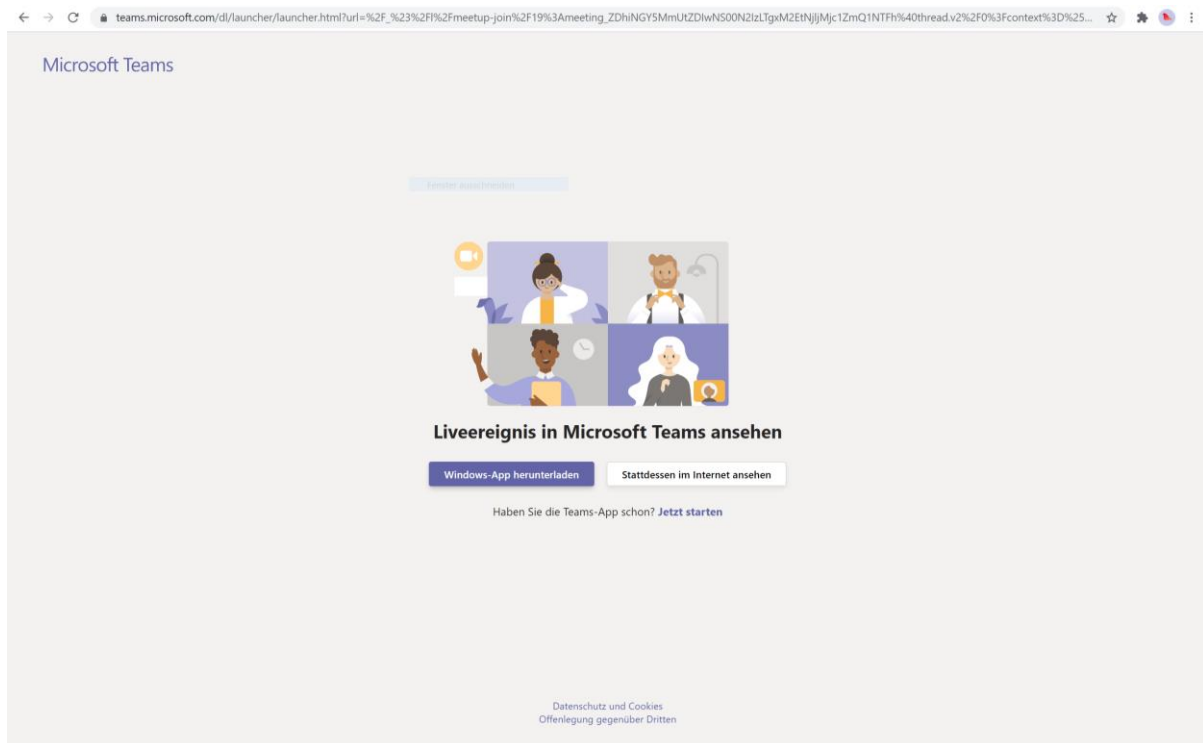 teams.microsoft.com/dl/launcher/launcher.html?url=%2F_%23%2Fl%2Fmeetup-join%2F19%3Ameeting_ZDhiNGY5MmUtZDIwNS00N2IzLTgxM2EtNjljMjc1ZmQ1NTFh%40thread.v2%2F0%3Fcontext%3D%25...
Microsoft Teams
Fenster ausschneiden
Liveereignis in Microsoft Teams ansehen
Windows-App herunterladen Stattdessen im Internet ansehen
Haben Sie die Teams-App schon? Jetzt starten
Datenschutz und Cookies
Offenlegung gegenüber Dritten